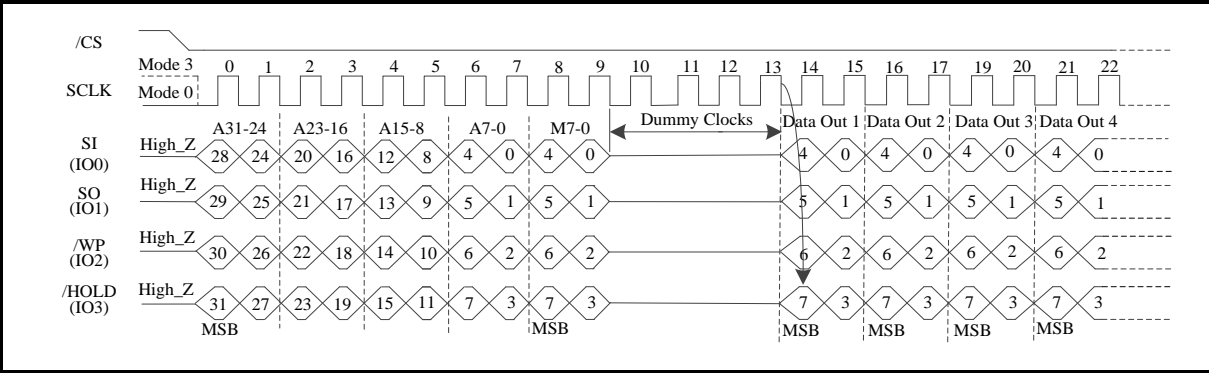 /CS
Mode 3 0 1 2 3 4 5 6 7 8 9 10 11 12 13 14 15 16 17 19 20 21 22
SCLK Mode 0
A31-24 A23-16 A15-8 A7-0 M7-0 Dummy Clocks Data Out 1 Data Out 2 Data Out 3 Data Out 4
SI (IO0) High_Z 28 24 20 16 12 8 4 0 4 0 4 0 4 0 4 0 4 0
SO (IO1) High_Z 29 25 21 17 13 9 5 1 5 1 5 1 5 1 5 1 5 1
/WP (IO2) High_Z 30 26 22 18 14 10 6 2 6 2 6 2 6 2 6 2 6 2
/HOLD (IO3) High_Z 31 27 23 19 15 11 7 3 7 3 7 3 7 3 7 3 7 3
MSB MSB MSB MSB MSB MSB